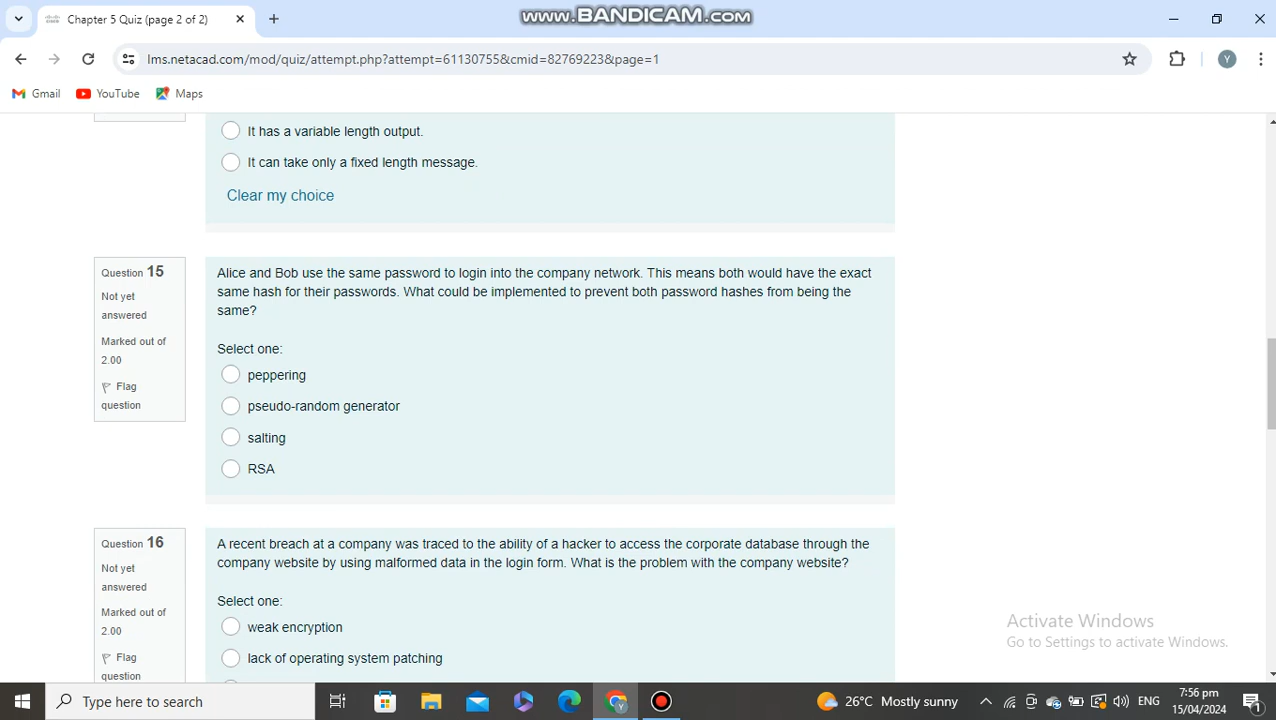 www.BANDICAM.com
Chapter 5 Quiz (page 2 of 2)
lms.netacad.com/mod/quiz/attempt.php?attempt=61130755&cmid=82769223&page=1
Y
Gmail YouTube Maps
It has a variable length output.
It can take only a fixed length message.
Clear my choice
Question 15
Not yet
answered
Marked out of
2.00
Flag
question
Alice and Bob use the same password to login into the company network. This means both would have the exact
same hash for their passwords. What could be implemented to prevent both password hashes from being the
same?
Select one:
peppering
pseudo-random generator
salting
RSA
Question 16
Not yet
answered
Marked out of
2.00
Flag
question
A recent breach at a company was traced to the ability of a hacker to access the corporate database through the
company website by using malformed data in the login form. What is the problem with the company website?
Select one:
weak encryption
lack of operating system patching
Activate Windows
Go to Settings to activate Windows.
Type here to search
26°C Mostly sunny
ENG
7:56 pm
15/04/2024
1